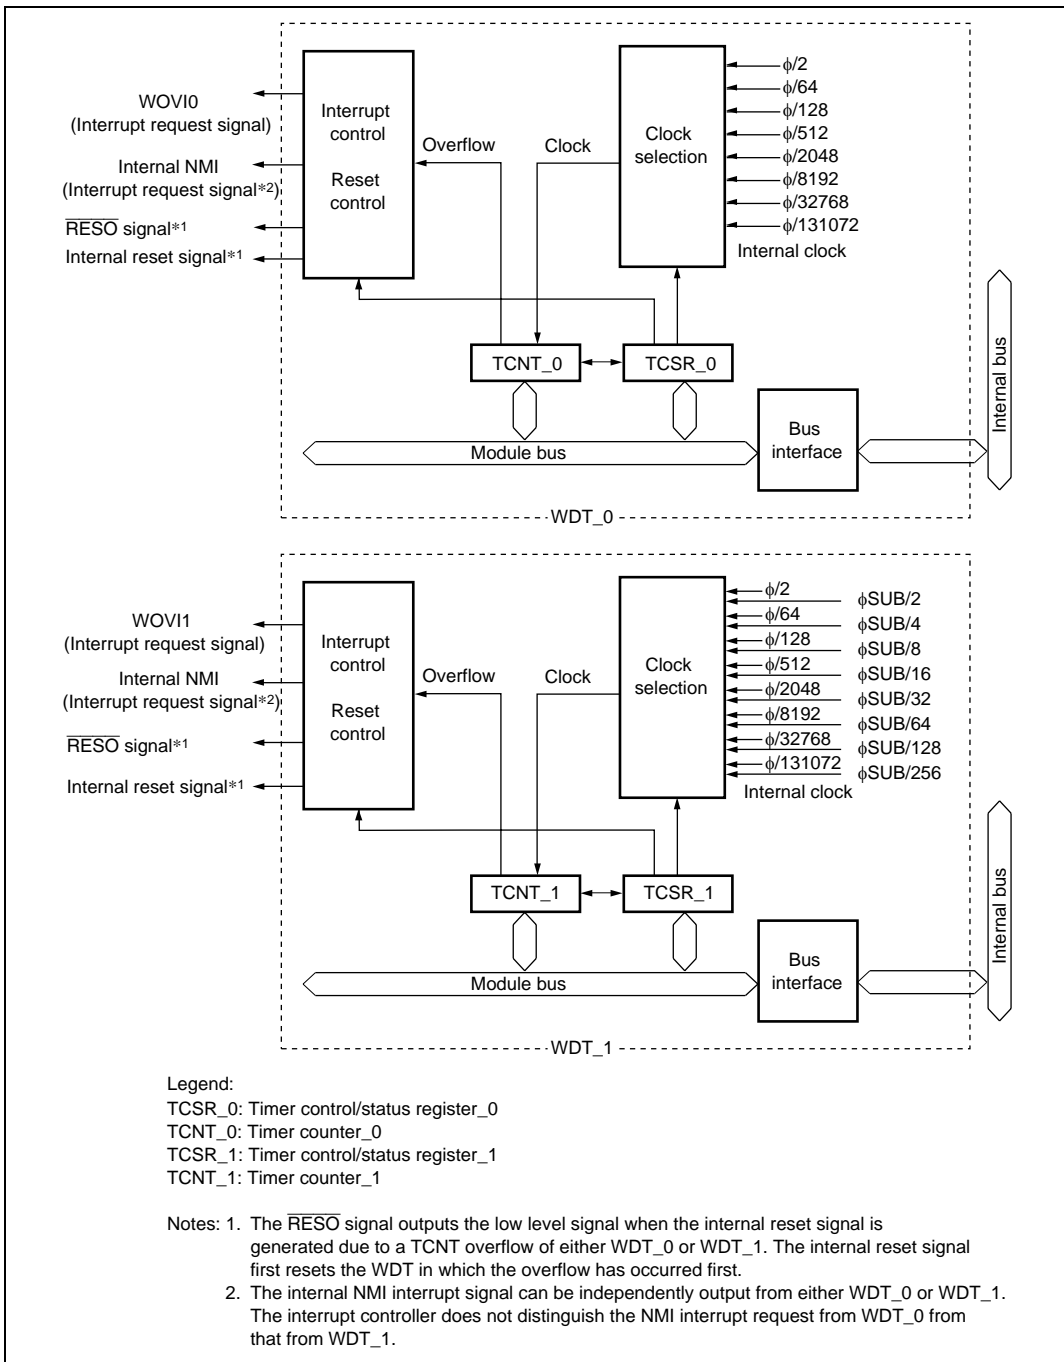 WOVI0
(Interrupt request signal)
Internal NMI
(Interrupt request signal*2)
RESO signal*1
Internal reset signal*1
Interrupt
control
Reset
control
Overflow
Clock
Clock
selection
ϕ/2
ϕ/64
ϕ/128
ϕ/512
ϕ/2048
ϕ/8192
ϕ/32768
ϕ/131072
Internal clock
TCNT_0
TCSR_0
Module bus
Bus
interface
Internal bus
WDT_0
WOVI1
(Interrupt request signal)
Internal NMI
(Interrupt request signal*2)
RESO signal*1
Internal reset signal*1
Interrupt
control
Reset
control
Overflow
Clock
Clock
selection
ϕ/2
ϕSUB/2
ϕ/64
ϕSUB/4
ϕ/128
ϕSUB/8
ϕ/512
ϕSUB/16
ϕ/2048
ϕSUB/32
ϕ/8192
ϕSUB/64
ϕ/32768
ϕSUB/128
ϕ/131072
ϕSUB/256
Internal clock
TCNT_1
TCSR_1
Module bus
Bus
interface
Internal bus
WDT_1
Legend:
TCSR_0: Timer control/status register_0
TCNT_0: Timer counter_0
TCSR_1: Timer control/status register_1
TCNT_1: Timer counter_1
Notes: 1. The RESO signal outputs the low level signal when the internal reset signal is
generated due to a TCNT overflow of either WDT_0 or WDT_1. The internal reset signal
first resets the WDT in which the overflow has occurred first.
2. The internal NMI interrupt signal can be independently output from either WDT_0 or WDT_1.
The interrupt controller does not distinguish the NMI interrupt request from WDT_0 from
that from WDT_1.